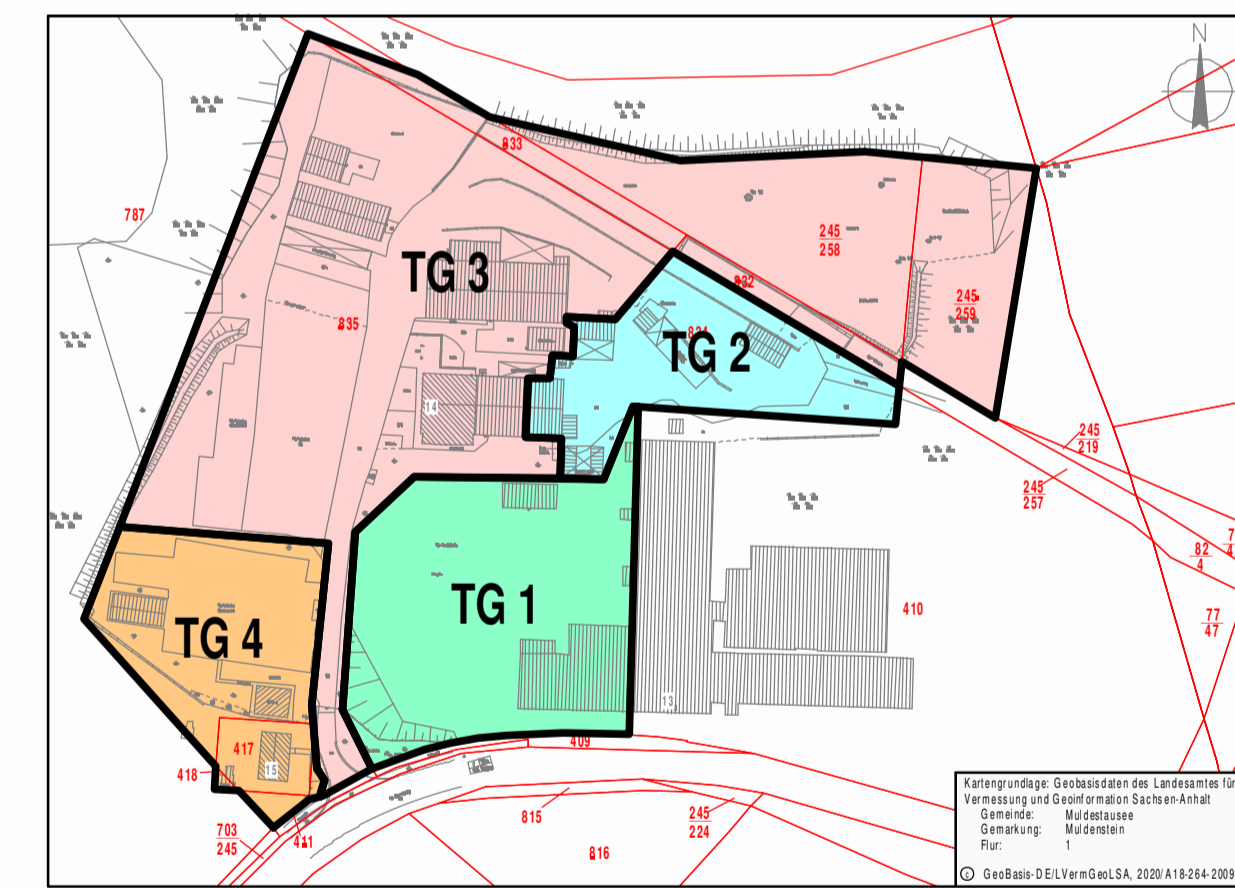 N
833
787
245
258
832
245
259
TG 3
835
TG 2
14
245
219
245
257
82
4
TG 1
410
77
47
TG 4
13
417
15
418
409
703
245
411
815
245
224
816
Kartengrundlage: Geobasisdaten des Landesamtes für
Vermessung und Geoinformation Sachsen-Anhalt
Gemeinde: Muldestausee
Gemarkung: Muldenstein
Flur: 1
© GeoBasis-DE/LVermGeoLSA, 2020/A18-264-2009